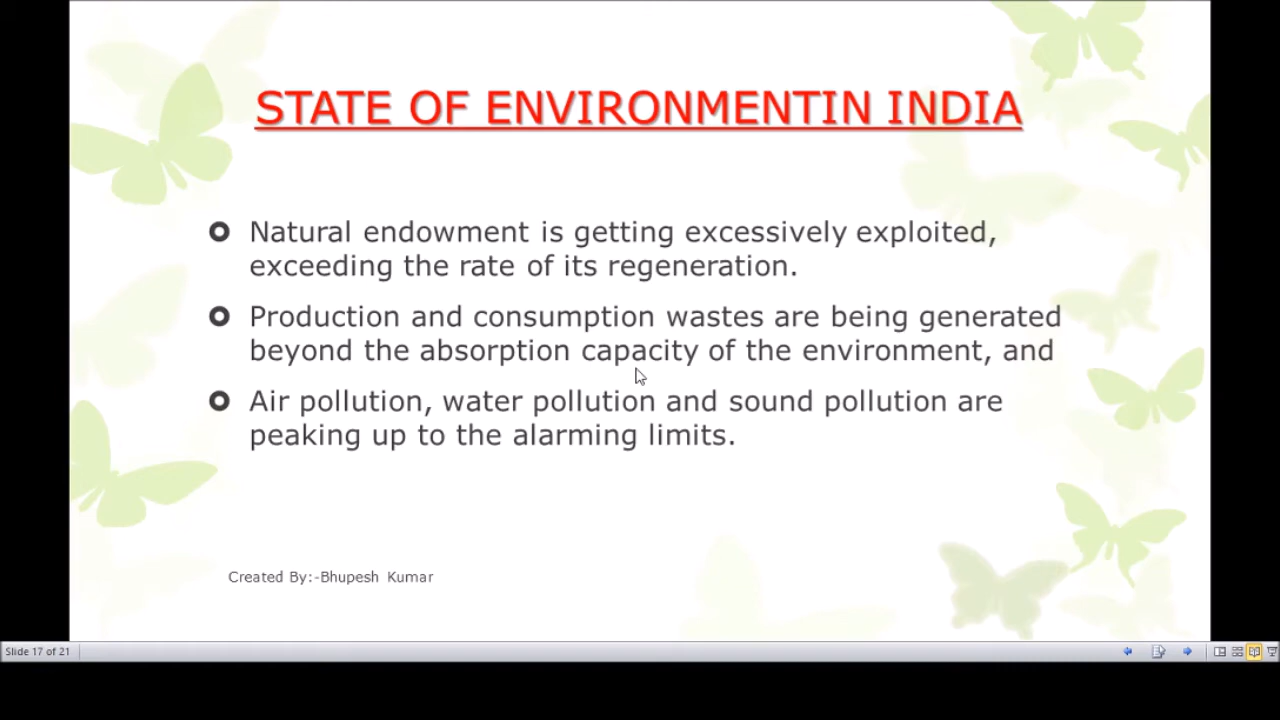 STATE OF ENVIRONMENTIN INDIA
Natural endowment is getting excessively exploited,
exceeding the rate of its regeneration.
Production and consumption wastes are being generated
beyond the absorption capacity of the environment, and
Air pollution, water pollution and sound pollution are
peaking up to the alarming limits.
Created By:-Bhupesh Kumar
Slide 17 of 21